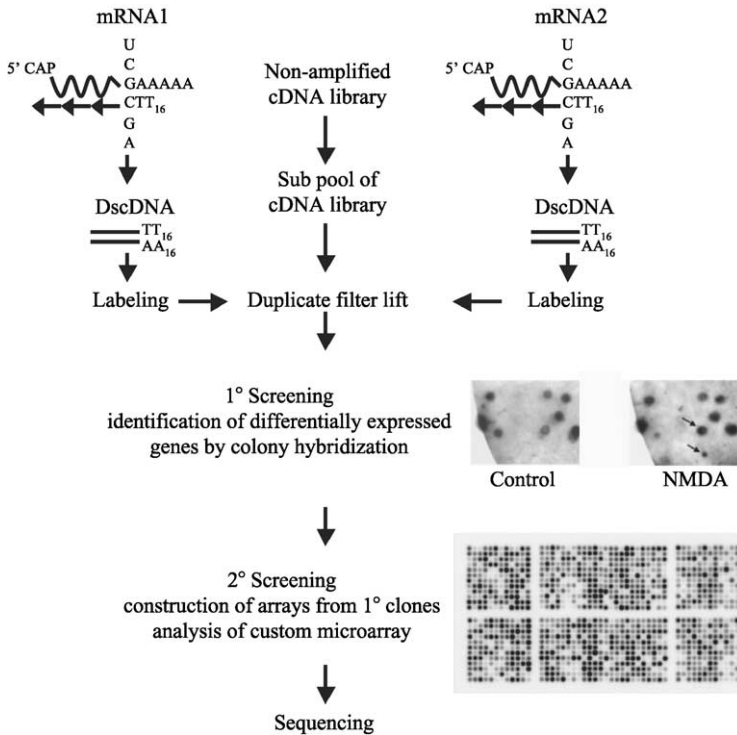 mRNA1
U
C
5' CAP
GAAAAA
CTT16
G
A
DscDNA
TT16
AA16
Labeling
Non-amplified
cDNA library
Sub pool of
cDNA library
Duplicate filter lift
mRNA2
U
C
5' CAP
GAAAAA
CTT16
G
A
DscDNA
TT16
AA16
Labeling
1° Screening
identification of differentially expressed
genes by colony hybridization
Control
NMDA
2° Screening
construction of arrays from 1° clones
analysis of custom microarray
Sequencing